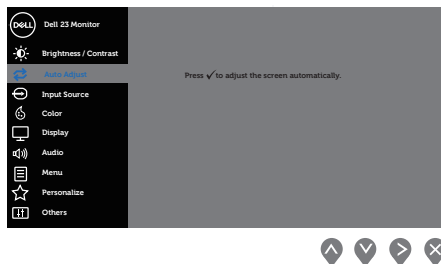 DELL
Dell 23 Monitor
Brightness / Contrast
Auto Adjust
Press ✓ to adjust the screen automatically.
Input Source
Color
Display
Audio
Menu
Personalize
Others